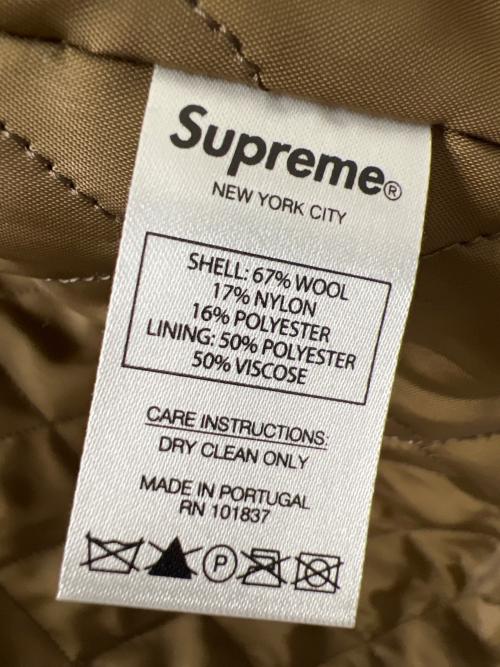 Supreme®
NEW YORK CITY
SHELL: 67% WOOL
17% NYLON
16% POLYESTER
LINING: 50% POLYESTER
50% VISCOSE
CARE INSTRUCTIONS:
DRY CLEAN ONLY
MADE IN PORTUGAL
RN 101837
P